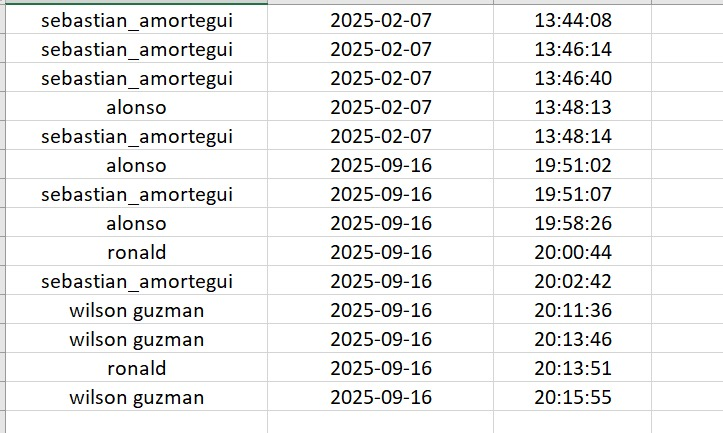 sebastian_amortegui 2025-02-07 13:44:08
sebastian_amortegui 2025-02-07 13:46:14
sebastian_amortegui 2025-02-07 13:46:40
alonso 2025-02-07 13:48:13
sebastian_amortegui 2025-02-07 13:48:14
alonso 2025-09-16 19:51:02
sebastian_amortegui 2025-09-16 19:51:07
alonso 2025-09-16 19:58:26
ronald 2025-09-16 20:00:44
sebastian_amortegui 2025-09-16 20:02:42
wilson guzman 2025-09-16 20:11:36
wilson guzman 2025-09-16 20:13:46
ronald 2025-09-16 20:13:51
wilson guzman 2025-09-16 20:15:55